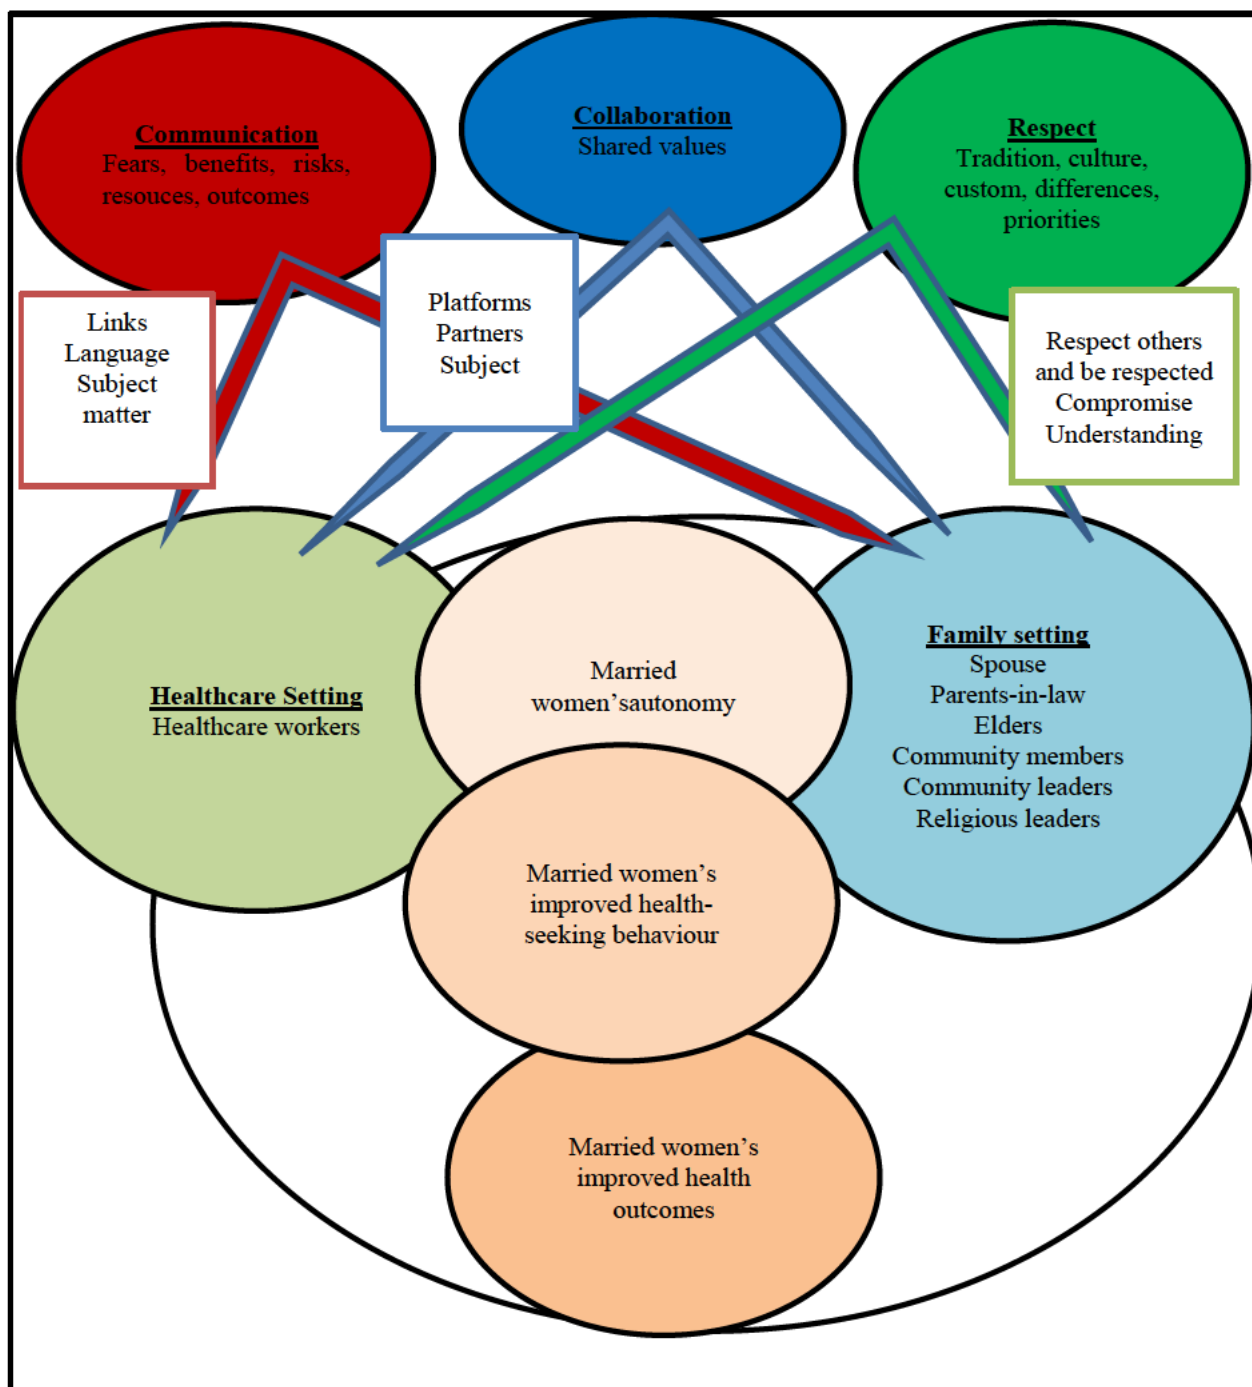 Communication
Fears, benefits, risks,
resouces, outcomes
Collaboration
Shared values
Respect
Tradition, culture,
custom, differences,
priorities
Links
Language
Subject
matter
Platforms
Partners
Subject
Respect others
and be respected
Compromise
Understanding
Healthcare Setting
Healthcare workers
Married
women’sautonomy
Family setting
Spouse
Parents-in-law
Elders
Community members
Community leaders
Religious leaders
Married women’s
improved health-
seeking behaviour
Married women’s
improved health
outcomes